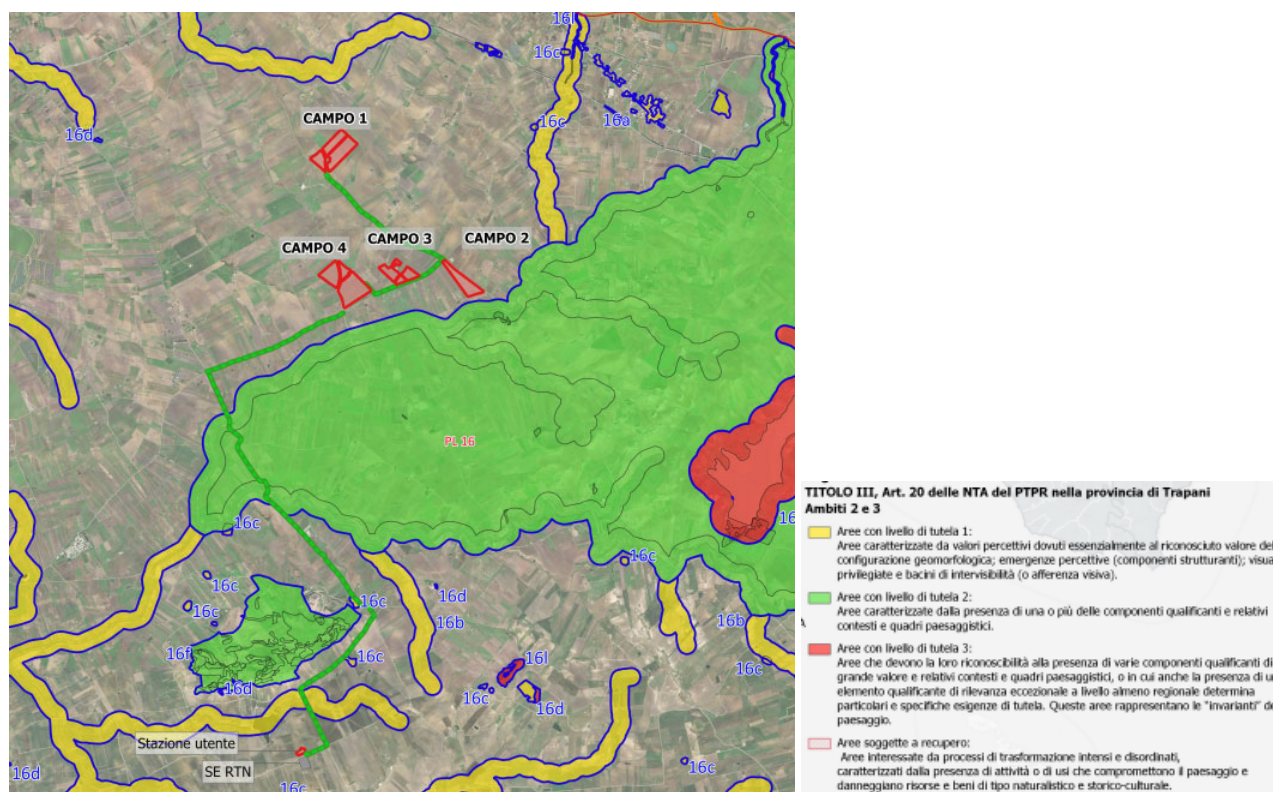 16l
16c
16d
CAMPO 1
16c
16a
CAMPO 4
CAMPO 3
CAMPO 2
PL 16
16c
16c
16c
16c
16c
16d
16b
16b
16f
16d
16c
16l
16c
16d
16c
Stazione utente
SE RTN
16d
16c
16c
TITOLO III, Art. 20 delle NTA del PTPR nella provincia di Trapani
Ambiti 2 e 3
Aree con livello di tutela 1:
Aree caratterizzate da valori percettivi dovuti essenzialmente al riconosciuto valore del
configurazione geomorfologica; emergenze percettive (componenti strutturanti); visua
privilegiate e bacini di intervisibilità (o afferenza visiva).
Aree con livello di tutela 2:
Aree caratterizzate dalla presenza di una o più delle componenti qualificanti e relativi
contesti e quadri paesaggistici.
Aree con livello di tutela 3:
Aree che devono la loro riconoscibilità alla presenza di varie componenti qualificanti di
grande valore e relativi contesti e quadri paesaggistici, o in cui anche la presenza di un
elemento qualificante di rilevanza eccezionale a livello almeno regionale determina
particolari e specifiche esigenze di tutela. Queste aree rappresentano le "invarianti" de
paesaggio.
Aree soggette a recupero:
Aree interessate da processi di trasformazione intensi e disordinati,
caratterizzati dalla presenza di attività o di usi che compromettono il paesaggio e
danneggiano risorse e beni di tipo naturalistico e storico-culturale.